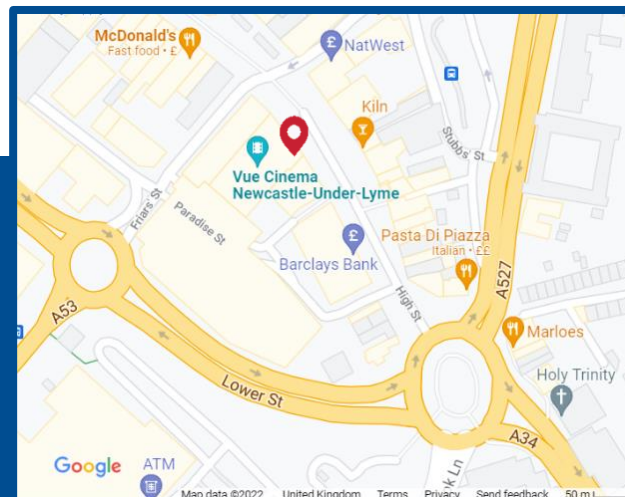 McDonald's
Fast food • £
NatWest
Kiln
Stubbs' St
Vue Cinema
Newcastle-Under-Lyme
Friars' St
Paradise St
Barclays Bank
Pasta Di Piazza
Italian • ££
High St
A527
A53
Marloes
Lower St
Holy Trinity
A34
Google
ATM
Map data ©2022 United Kingdom Terms Privacy Send feedback 50 m